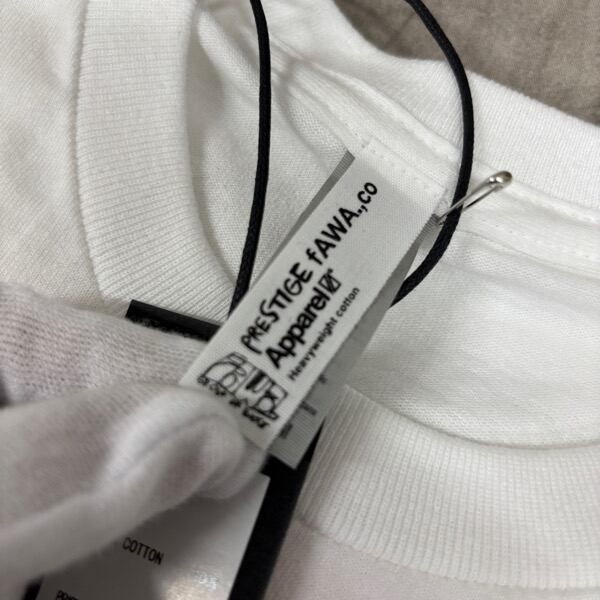 PRESTIGE fAWA.,CO
Apparel
Heavyweight cotton
COTTON